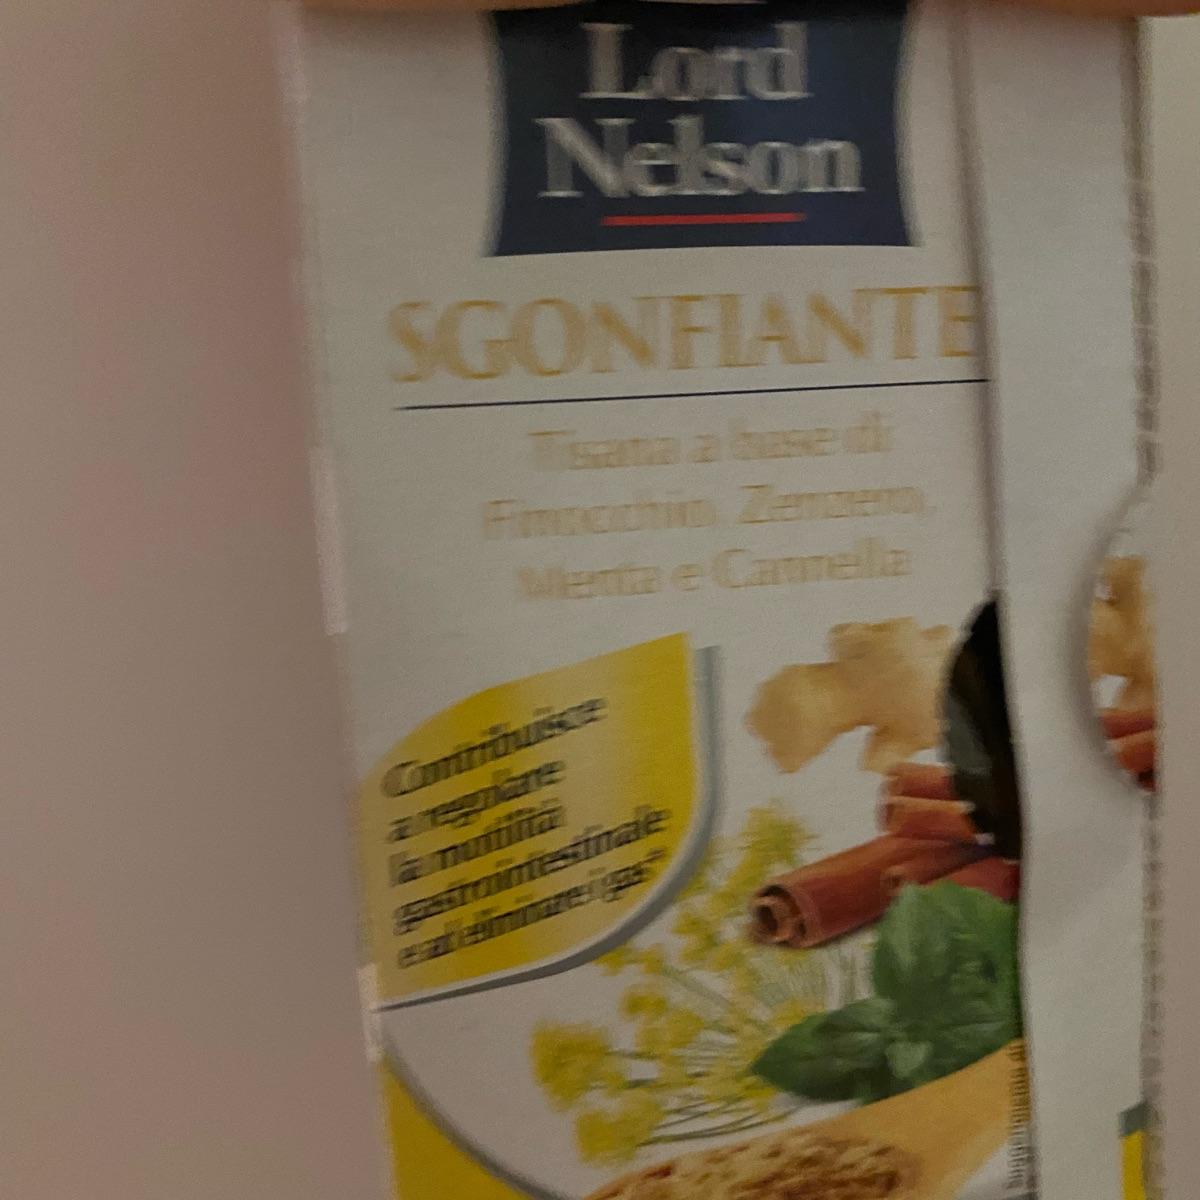 Lord
Nelson
SGONFIANTE
Tisana a base di
Finocchio, Zenzero,
Menta e Cannella
Contribuisce
a regolare
la motilità
gastrointestinale
e ad eliminare i gas*